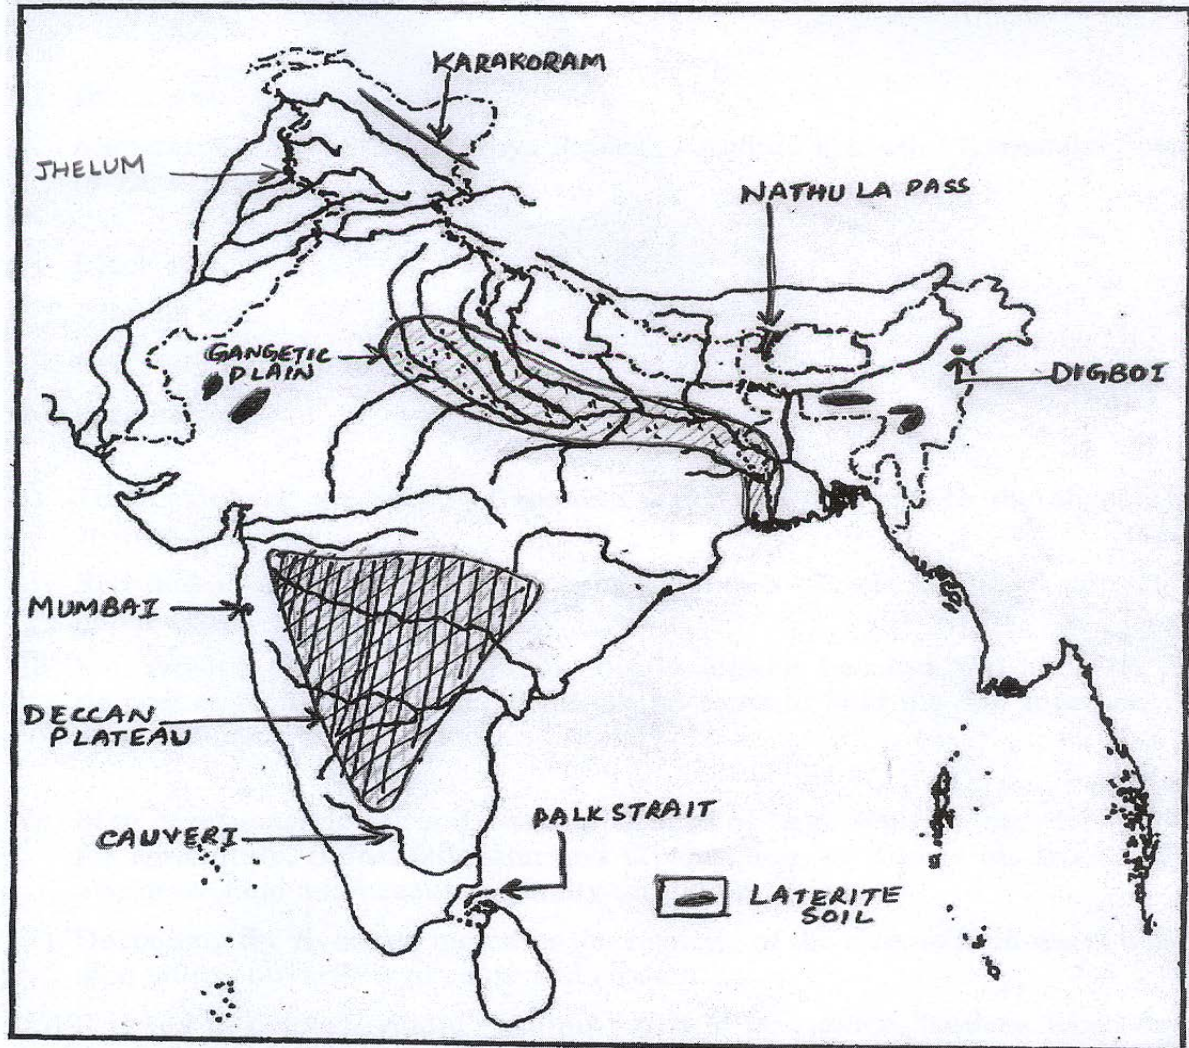 KARAKORAM
JHELUM
NATHU LA PASS
GANGETIC
PLAIN
DIGBOI
MUMBAI
DECCAN
PLATEAU
CAUVERI
PALK STRAIT
LATERITE
SOIL